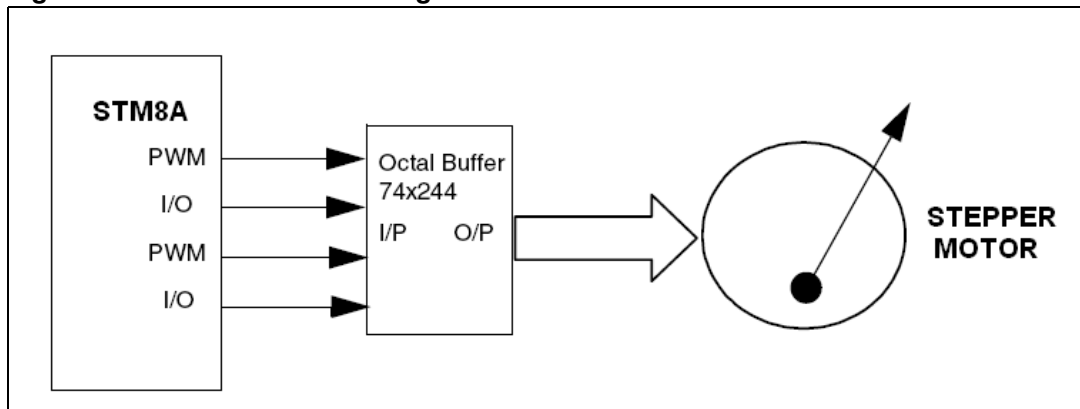 STM8A
PWM
I/O
PWM
I/O
Octal Buffer
74x244
I/P O/P
STEPPER
MOTOR